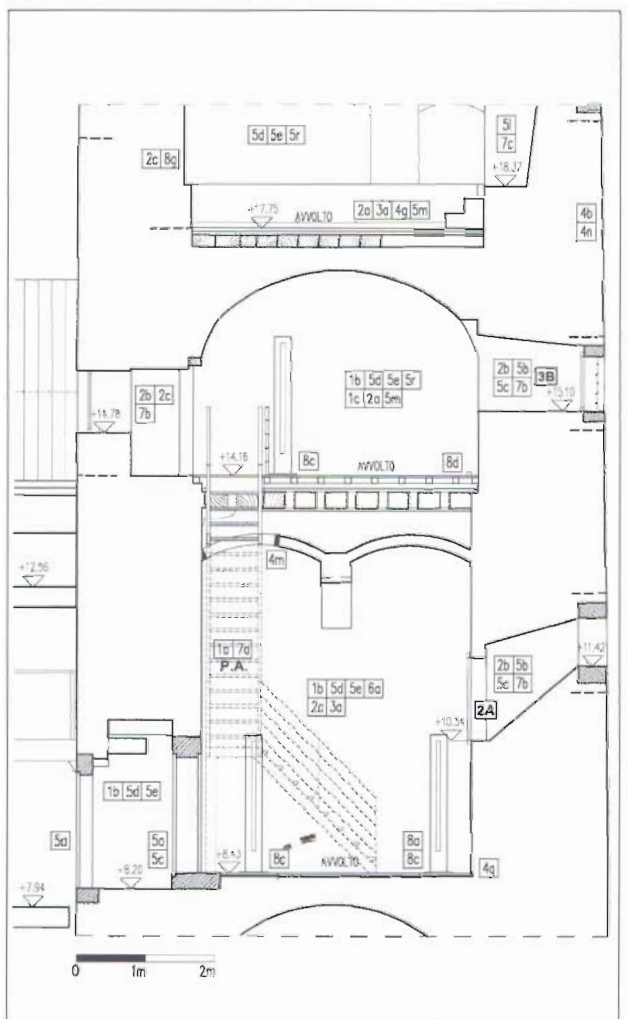 5d 5e 5r
5l
7c
2c 8g
+18.37
+17.75
AVVOLTO
2a 3a 4g 5m
4b
4n
1b 5d 5e 5r
1c 2a 5m
2b 5b
5c 7b
3B
+15.10
2b 2c
7b
+14.78
+14.16
8c
AVVOLTO
8d
4m
+12.96
+11.42
1a 7a
P.A.
2b 5b
5c 7b
1b 5d 5e 6a
2a 3a
2A
+10.34
1b 5d 5e
5a
5a
5c
8a
8c
8c
AVVOLTO
+8.43
4g
+8.20
+7.94
0 1m 2m